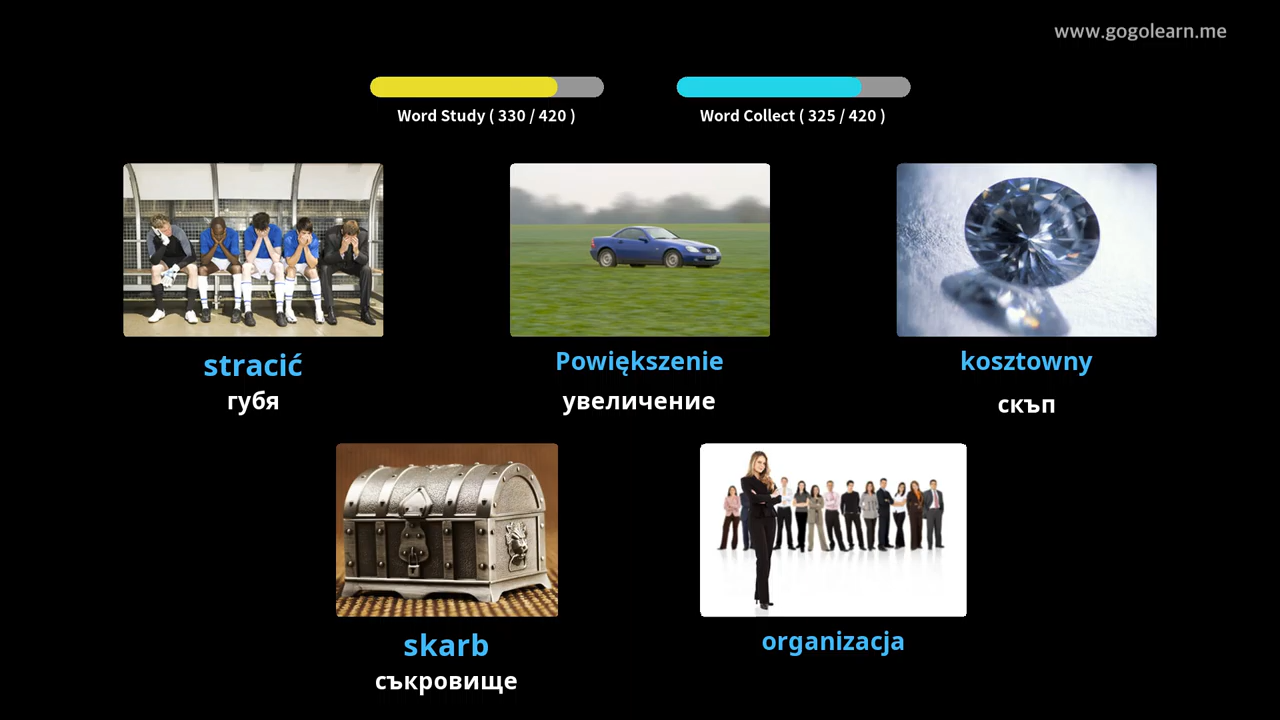 www.gogolearn.me
Word Study ( 330 / 420 )
Word Collect ( 325 / 420 )
stracić
Powiększenie
kosztowny
губя
увеличение
скъп
skarb
organizacja
съкровище